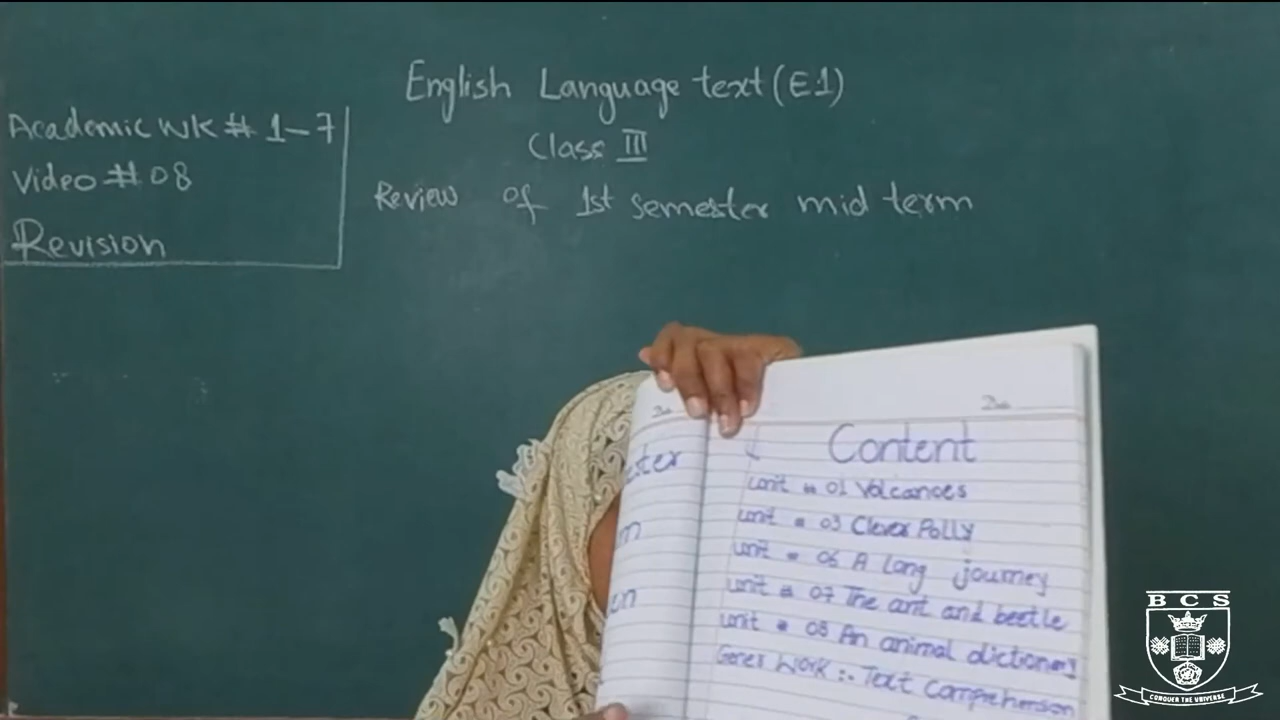 English Language text (E1)
Class III
Review of 1st semester mid term
Academic WK # 1-7
Video # 08
Revision
Content
unit # 01 Volcanoes
unit # 03 Clever Polly
unit # 06 A long journey
unit # 07 The ant and beetle
unit # 08 An animal dictionary
Work :- Text Comprehension
BCS
CONQUER THE UNIVERSE